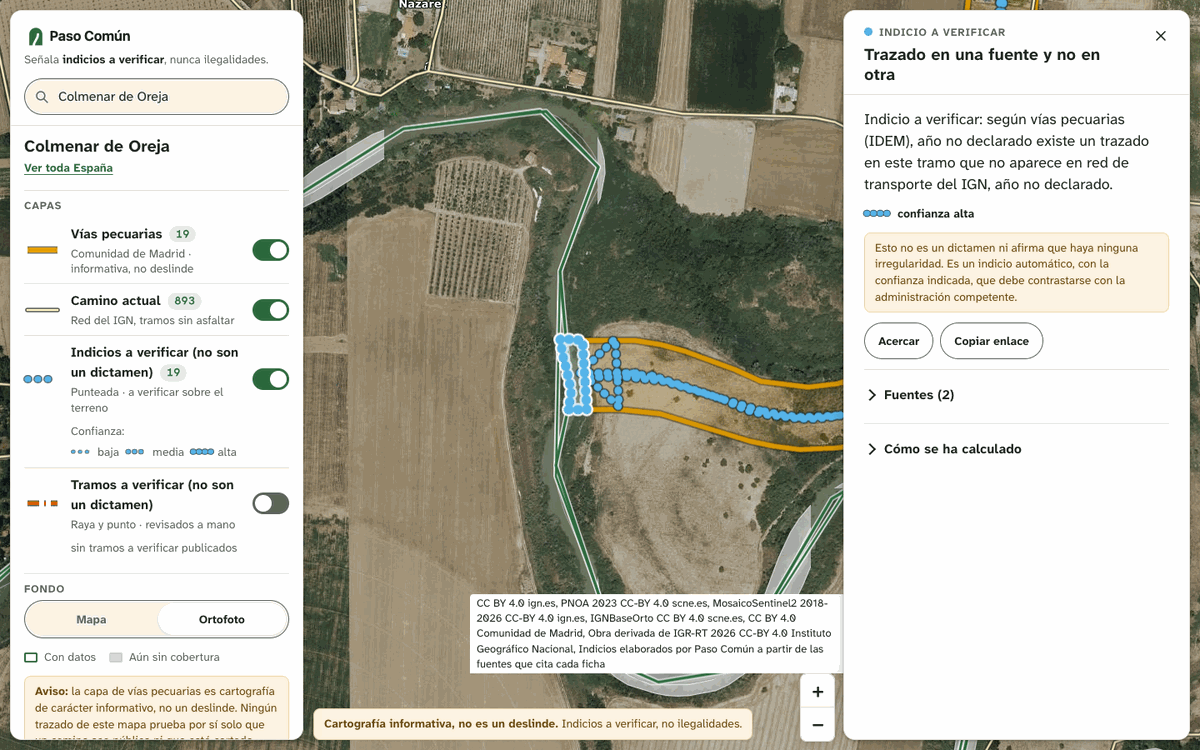 Nazare
Paso Común
Señala indicios a verificar, nunca ilegalidades.
Colmenar de Oreja
Colmenar de Oreja
Ver toda España
CAPAS
Vías pecuarias 19
Comunidad de Madrid ·
informativa, no deslinde
Camino actual 893
Red del IGN, tramos sin asfaltar
Indicios a verificar (no son
un dictamen) 19
Punteada · a verificar sobre el
terreno
Confianza:
baja media alta
Tramos a verificar (no son
un dictamen)
Raya y punto · revisados a mano
sin tramos a verificar publicados
FONDO
Mapa Ortofoto
Con datos Aún sin cobertura
Aviso: la capa de vías pecuarias es cartografía
de carácter informativo, no un deslinde. Ningún
trazado de este mapa prueba por sí solo que
CC BY 4.0 ign.es, PNOA 2023 CC-BY 4.0 scne.es, MosaicoSentinel2 2018-
2026 CC-BY 4.0 ign.es, IGNBaseOrto CC BY 4.0 scne.es, CC BY 4.0
Comunidad de Madrid, Obra derivada de IGR-RT 2026 CC-BY 4.0 Instituto
Geográfico Nacional, Indicios elaborados por Paso Común a partir de las
fuentes que cita cada ficha
Cartografía informativa, no es un deslinde. Indicios a verificar, no ilegalidades.
+
−
INDICIO A VERIFICAR
Trazado en una fuente y no en
otra
Indicio a verificar: según vías pecuarias
(IDEM), año no declarado existe un trazado
en este tramo que no aparece en red de
transporte del IGN, año no declarado.
confianza alta
Esto no es un dictamen ni afirma que haya ninguna
irregularidad. Es un indicio automático, con la
confianza indicada, que debe contrastarse con la
administración competente.
Acercar Copiar enlace
Fuentes (2)
Cómo se ha calculado